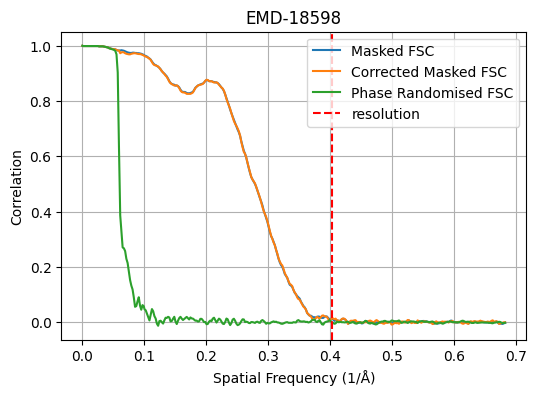 EMD-18598
Masked FSC
Corrected Masked FSC
Phase Randomised FSC
resolution
Correlation
1.0
0.8
0.6
0.4
0.2
0.0
0.0 0.1 0.2 0.3 0.4 0.5 0.6 0.7
Spatial Frequency (1/Å)